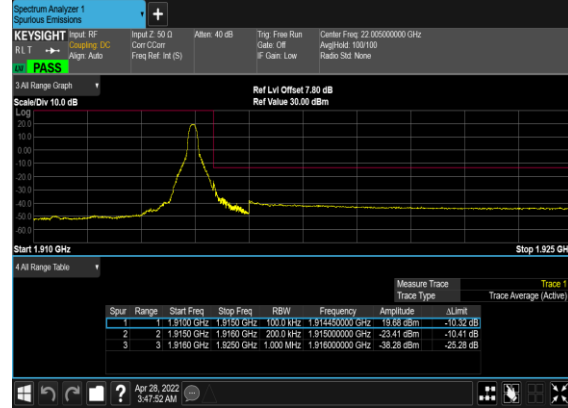 Spectrum Analyzer 1
Spurious Emissions
KEYSIGHT Input: RF Input Z: 50 Ω Atten: 40 dB Trig: Free Run Center Freq: 22.005000000 GHz
RLT Coupling: DC Corr CCorr Gate: Off Avg|Hold: 100/100
Align: Auto Freq Ref: Int (S) IF Gain: Low Radio Std: None
LW PASS
3 All Range Graph
Ref Lvl Offset 7.80 dB
Scale/Div 10.0 dB Ref Value 30.00 dBm
Log
20.0
10.0
0.00
-10.0
-20.0
-30.0
-40.0
-50.0
-60.0
Start 1.910 GHz Stop 1.925 GH
4 All Range Table
Measure Trace Trace 1
Trace Type Trace Average (Active)
Spur Range Start Freq Stop Freq RBW Frequency Amplitude ΔLimit
1 1 1.9100 GHz 1.9150 GHz 100.0 kHz 1.914450000 GHz 19.68 dBm -10.32 dB
2 2 1.9150 GHz 1.9160 GHz 200.0 kHz 1.915000000 GHz -23.41 dBm -10.41 dB
3 3 1.9160 GHz 1.9250 GHz 1.000 MHz 1.916000000 GHz -38.28 dBm -25.28 dB
Apr 28, 2022
3:47:52 AM